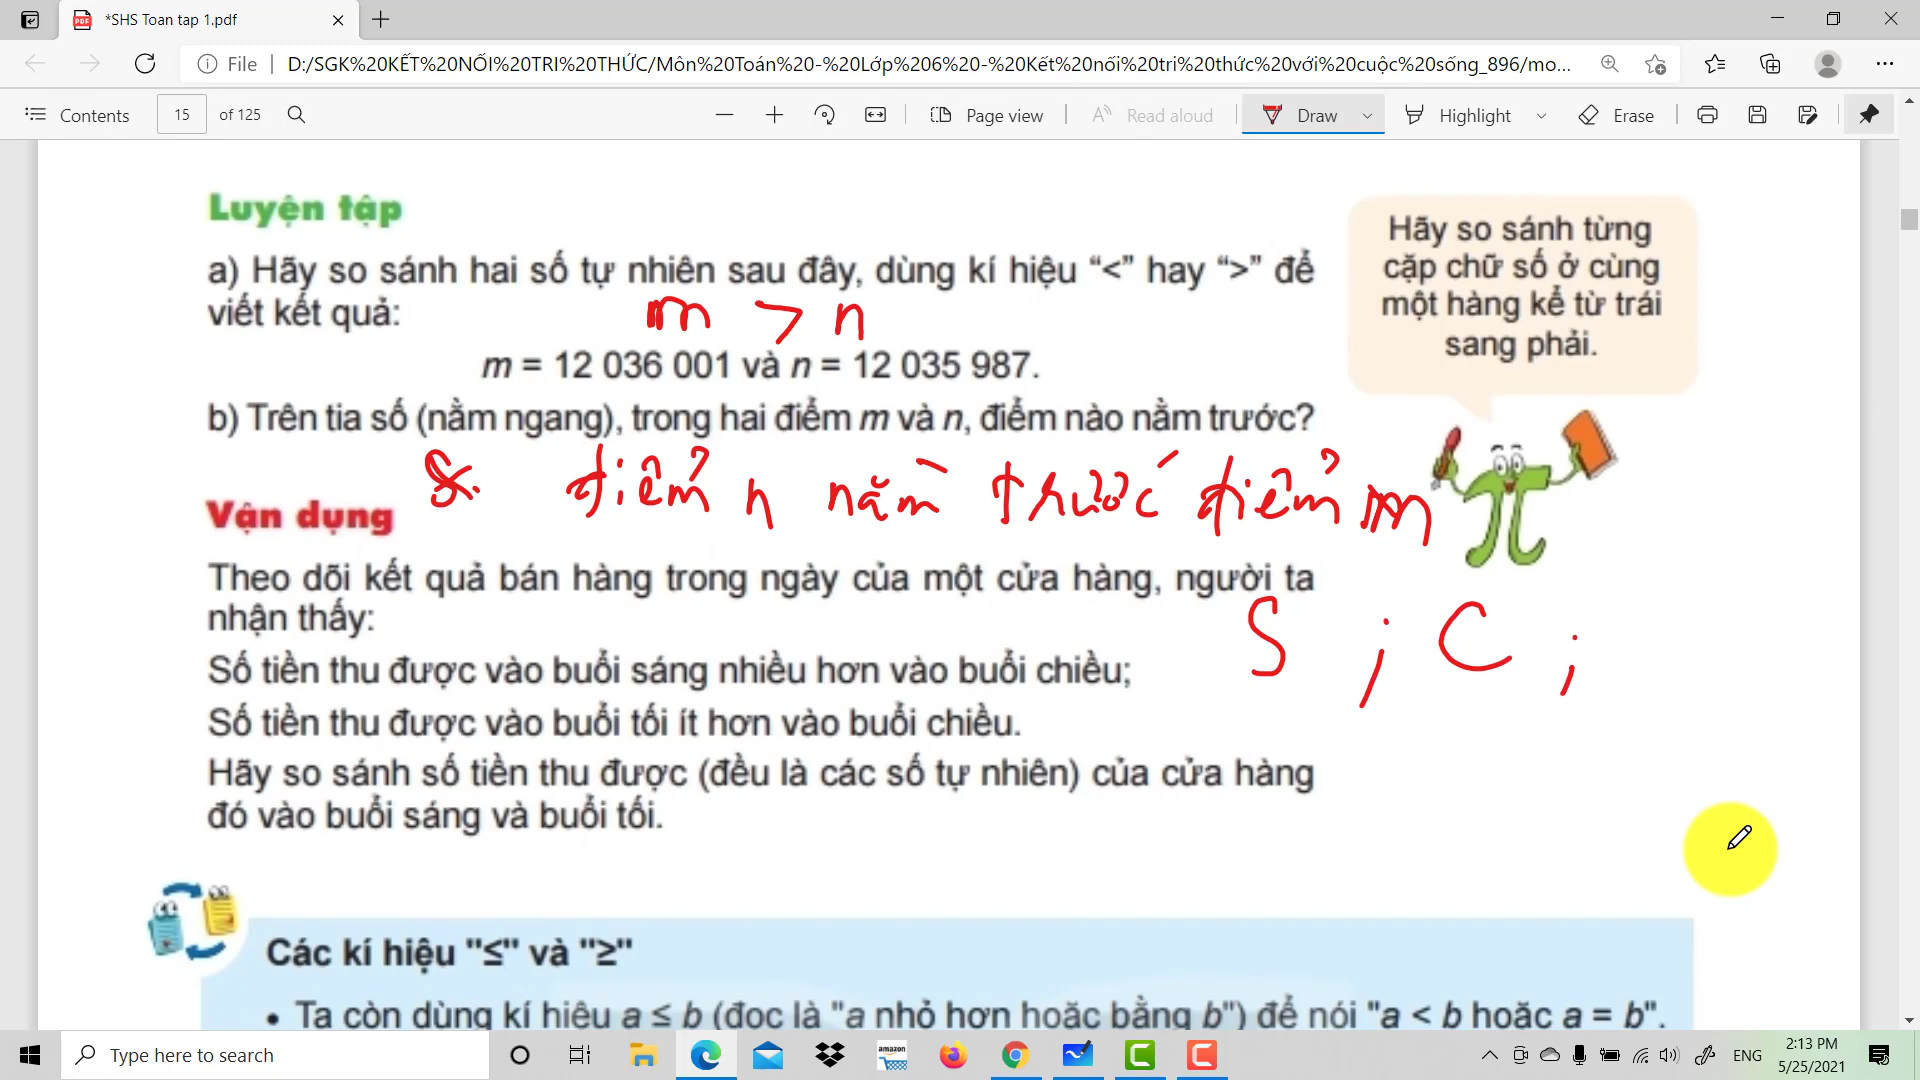 *SHS Toan tap 1.pdf
File D:/SGK%20KẾT%20NỐI%20TRI%20THỨC/Môn%20Toán%20-%20Lớp%206%20-%20Kết%20nối%20tri%20thức%20với%20cuộc%20sống_896/mo...
Contents 15 of 125 Page view Read aloud Draw Highlight Erase
Luyện tập
Hãy so sánh từng
cặp chữ số ở cùng
một hàng kể từ trái
sang phải.
a) Hãy so sánh hai số tự nhiên sau đây, dùng kí hiệu “<” hay “>” để
viết kết quả:
m > n
m = 12 036 001 và n = 12 035 987.
b) Trên tia số (nằm ngang), trong hai điểm m và n, điểm nào nằm trước?
điểm n nằm trước điểm m
Vận dụng
Theo dõi kết quả bán hàng trong ngày của một cửa hàng, người ta
nhận thấy:
S ; C ;
Số tiền thu được vào buổi sáng nhiều hơn vào buổi chiều;
Số tiền thu được vào buổi tối ít hơn vào buổi chiều.
Hãy so sánh số tiền thu được (đều là các số tự nhiên) của cửa hàng
đó vào buổi sáng và buổi tối.
Các kí hiệu "≤" và "≥"
• Ta còn dùng kí hiệu a ≤ b (đọc là "a nhỏ hơn hoặc bằng b") để nói "a < b hoặc a = b".
Type here to search
amazon
ENG
2:13 PM
5/25/2021